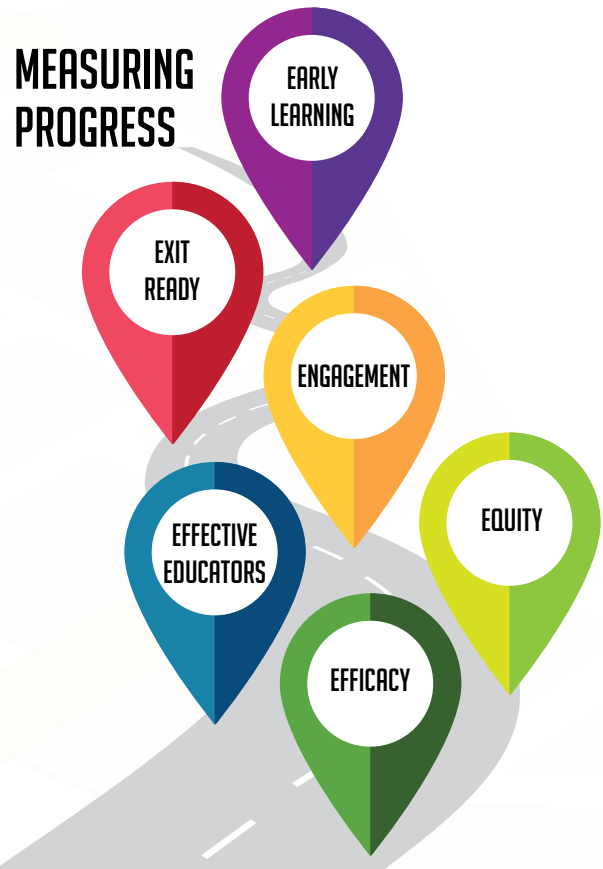 MEASURING
PROGRESS
EARLY
LEARNING
EXIT
READY
ENGAGEMENT
EQUITY
EFFECTIVE
EDUCATORS
EFFICACY